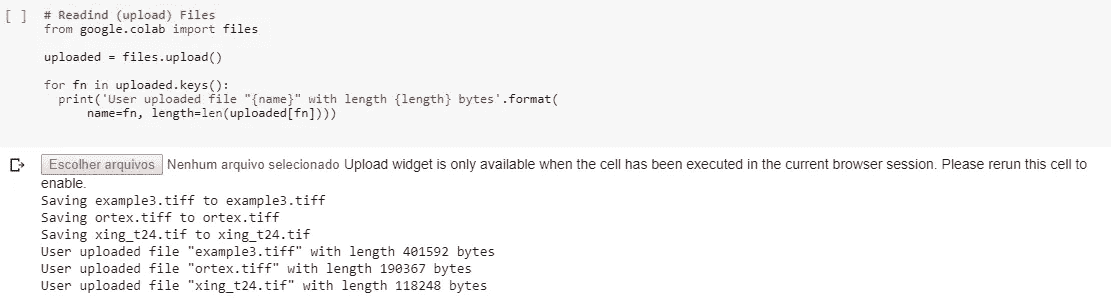 [ ] # Readind (upload) Files
from google.colab import files
uploaded = files.upload()
for fn in uploaded.keys():
print('User uploaded file "{name}" with length {length} bytes'.format(
name=fn, length=len(uploaded[fn])))
Escolher arquivos Nenhum arquivo selecionado Upload widget is only available when the cell has been executed in the current browser session. Please rerun this cell to
enable.
Saving example3.tiff to example3.tiff
Saving ortex.tiff to ortex.tiff
Saving xing_t24.tif to xing_t24.tif
User uploaded file "example3.tiff" with length 401592 bytes
User uploaded file "ortex.tiff" with length 190367 bytes
User uploaded file "xing_t24.tif" with length 118248 bytes